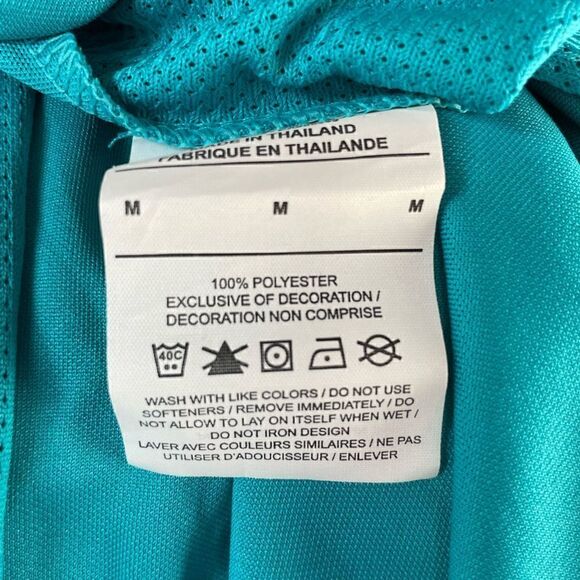 IN THAILAND
FABRIQUE EN THAILANDE
M M M
100% POLYESTER
EXCLUSIVE OF DECORATION /
DECORATION NON COMPRISE
40C
WASH WITH LIKE COLORS / DO NOT USE
SOFTENERS / REMOVE IMMEDIATELY / DO
NOT ALLOW TO LAY ON ITSELF WHEN WET /
DO NOT IRON DESIGN
LAVER AVEC COULEURS SIMILAIRES / NE PAS
UTILISER D'ADOUCISSEUR / ENLEVER